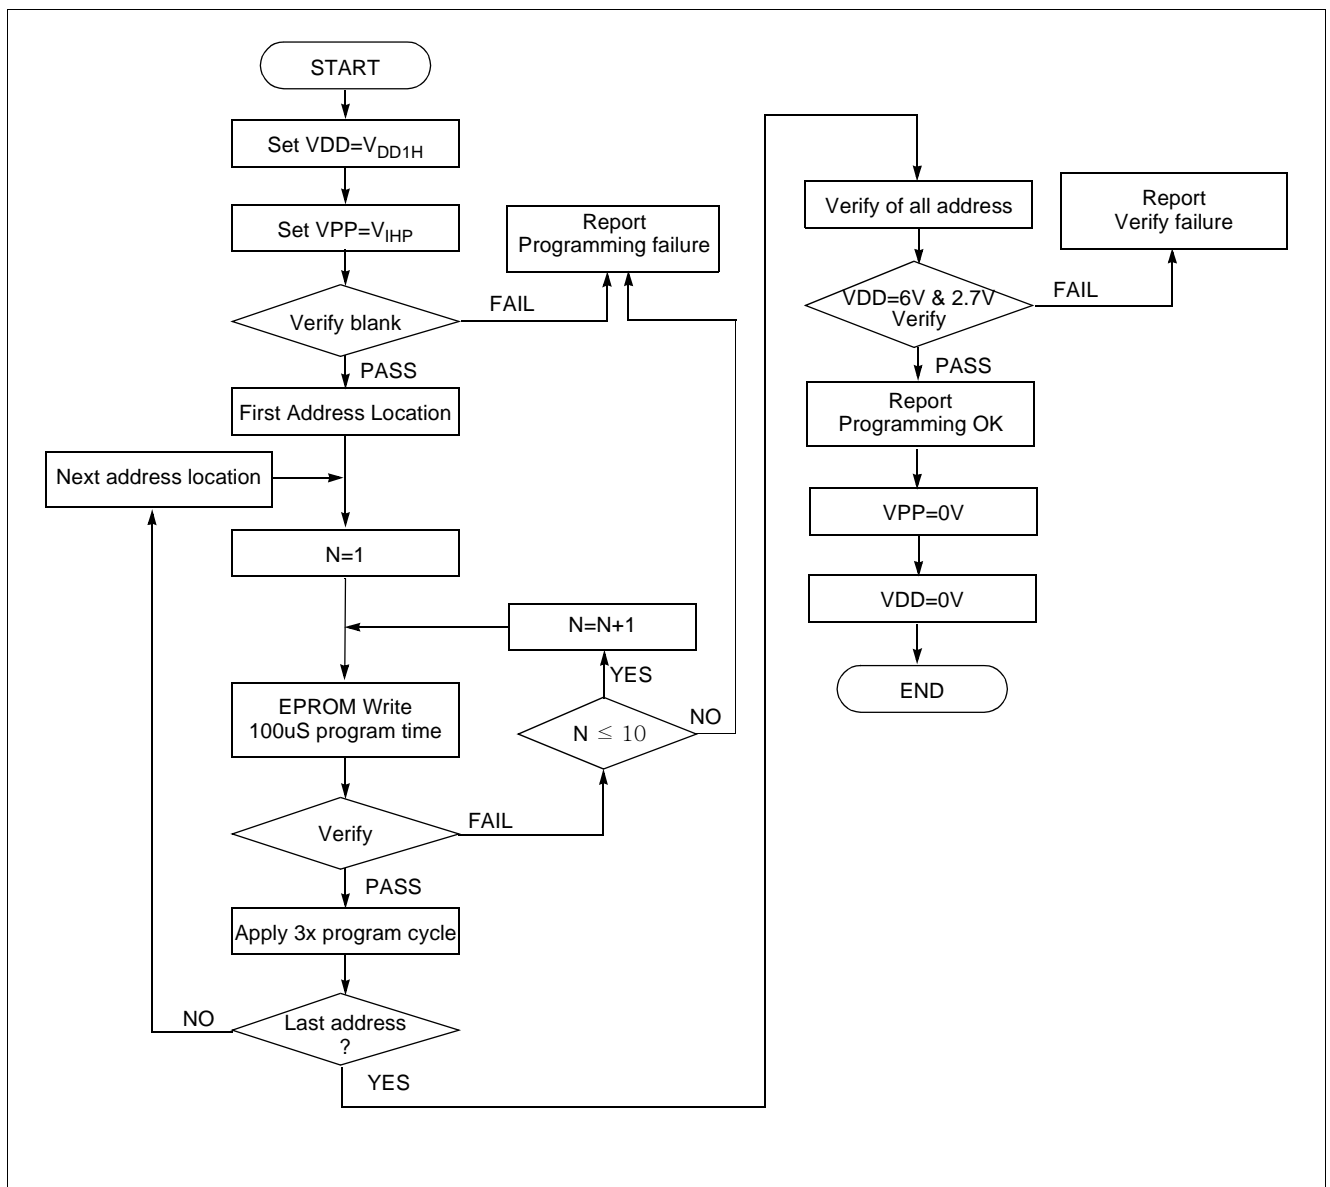 START
Set VDD=VDD1H
Set VPP=VIHP
Report
Programming failure
Verify blank
FAIL
PASS
First Address Location
Next address location
N=1
N=N+1
YES
EPROM Write
100uS program time
N ≤ 10
NO
Verify
FAIL
PASS
Apply 3x program cycle
Last address
?
NO
YES
Verify of all address
Report
Verify failure
VDD=6V & 2.7V
Verify
FAIL
PASS
Report
Programming OK
VPP=0V
VDD=0V
END